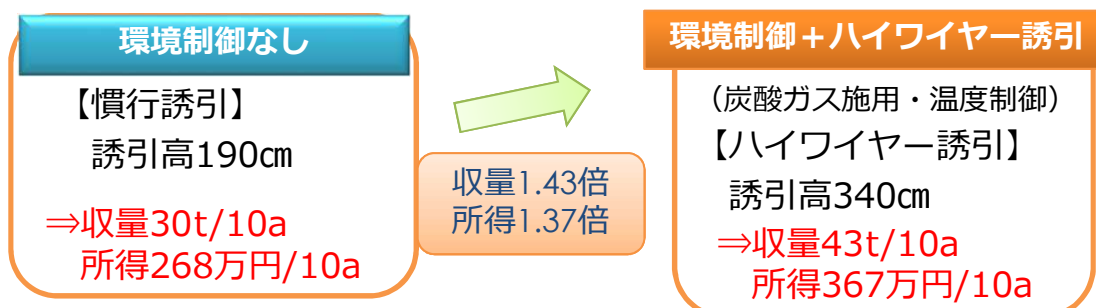 環境制御なし
【慣行誘引】
誘引高190㎝
⇒収量30t/10a
所得268万円/10a
収量1.43倍
所得1.37倍
環境制御＋ハイワイヤー誘引
（炭酸ガス施用・温度制御）
【ハイワイヤー誘引】
誘引高340㎝
⇒収量43t/10a
所得367万円/10a